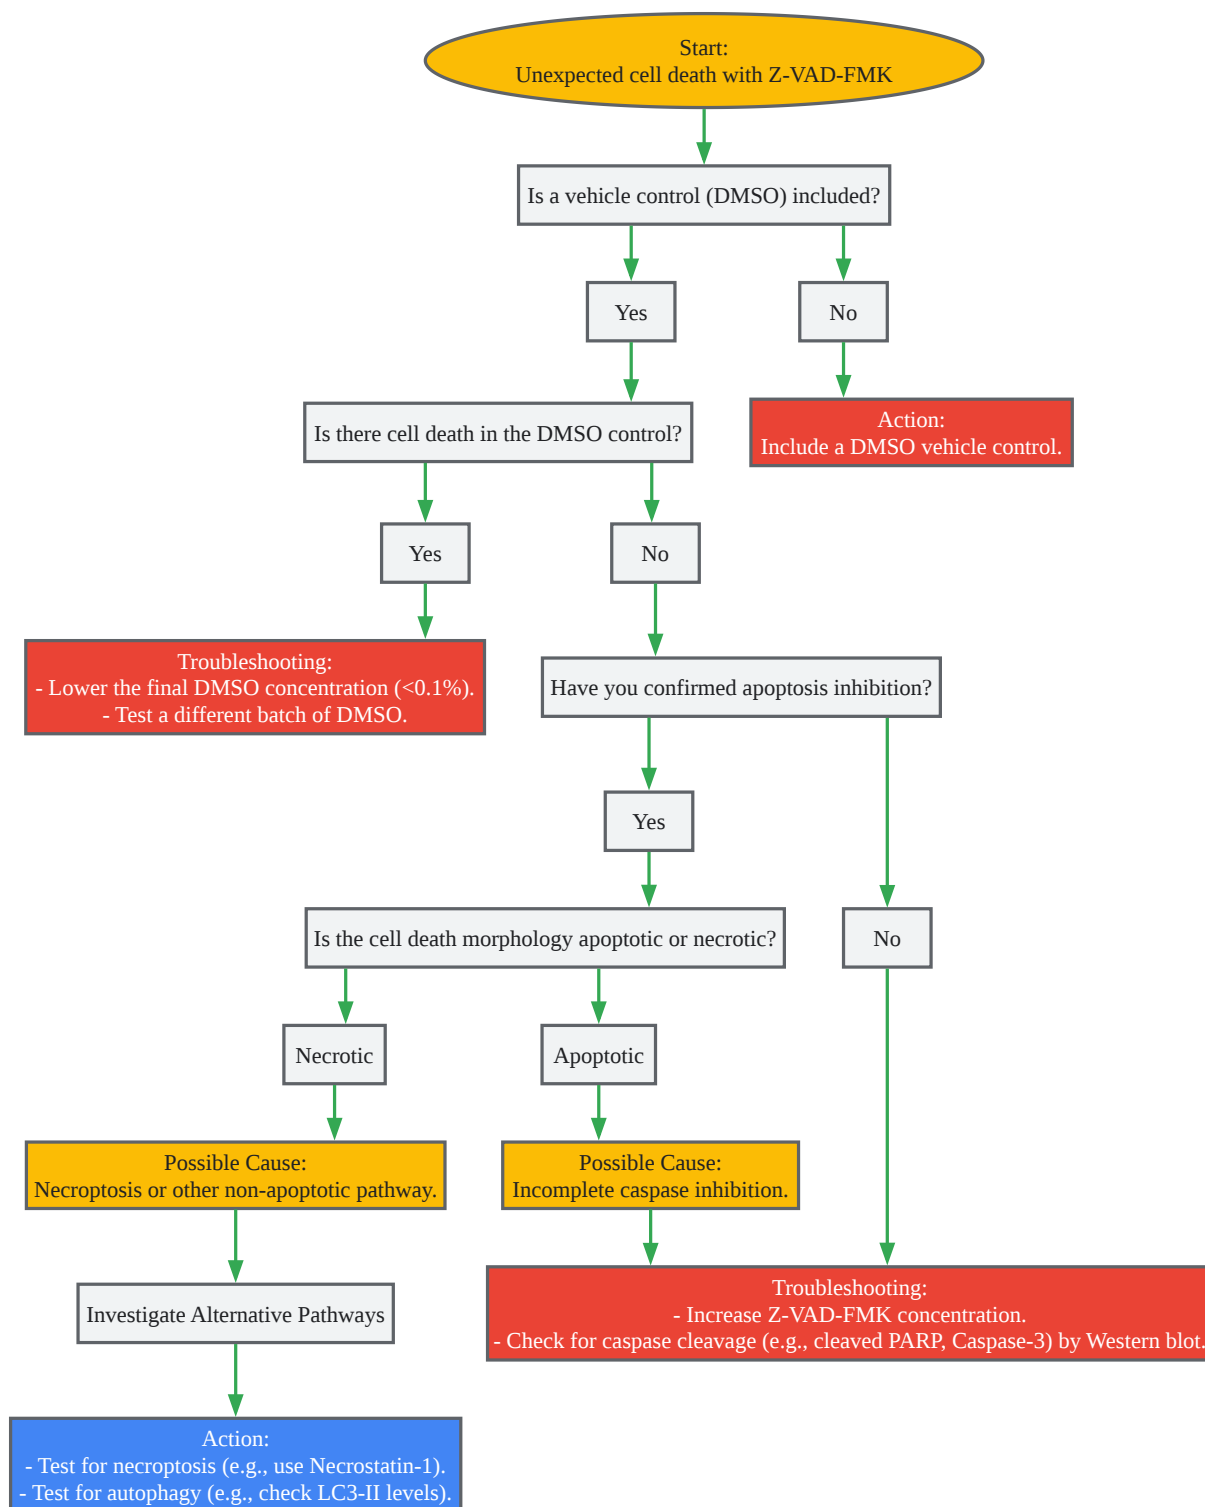 Start:
Unexpected cell death with Z-VAD-FMK
Is a vehicle control (DMSO) included?
Yes
No
Is there cell death in the DMSO control?
Action:
Include a DMSO vehicle control.
Yes
No
Troubleshooting:
- Lower the final DMSO concentration (<0.1%).
- Test a different batch of DMSO.
Have you confirmed apoptosis inhibition?
Yes
Is the cell death morphology apoptotic or necrotic?
No
Necrotic
Apoptotic
Possible Cause:
Necroptosis or other non-apoptotic pathway.
Possible Cause:
Incomplete caspase inhibition.
Investigate Alternative Pathways
Troubleshooting:
- Increase Z-VAD-FMK concentration.
- Check for caspase cleavage (e.g., cleaved PARP, Caspase-3) by Western blot.
Action:
- Test for necroptosis (e.g., use Necrostatin-1).
- Test for autophagy (e.g., check LC3-II levels).